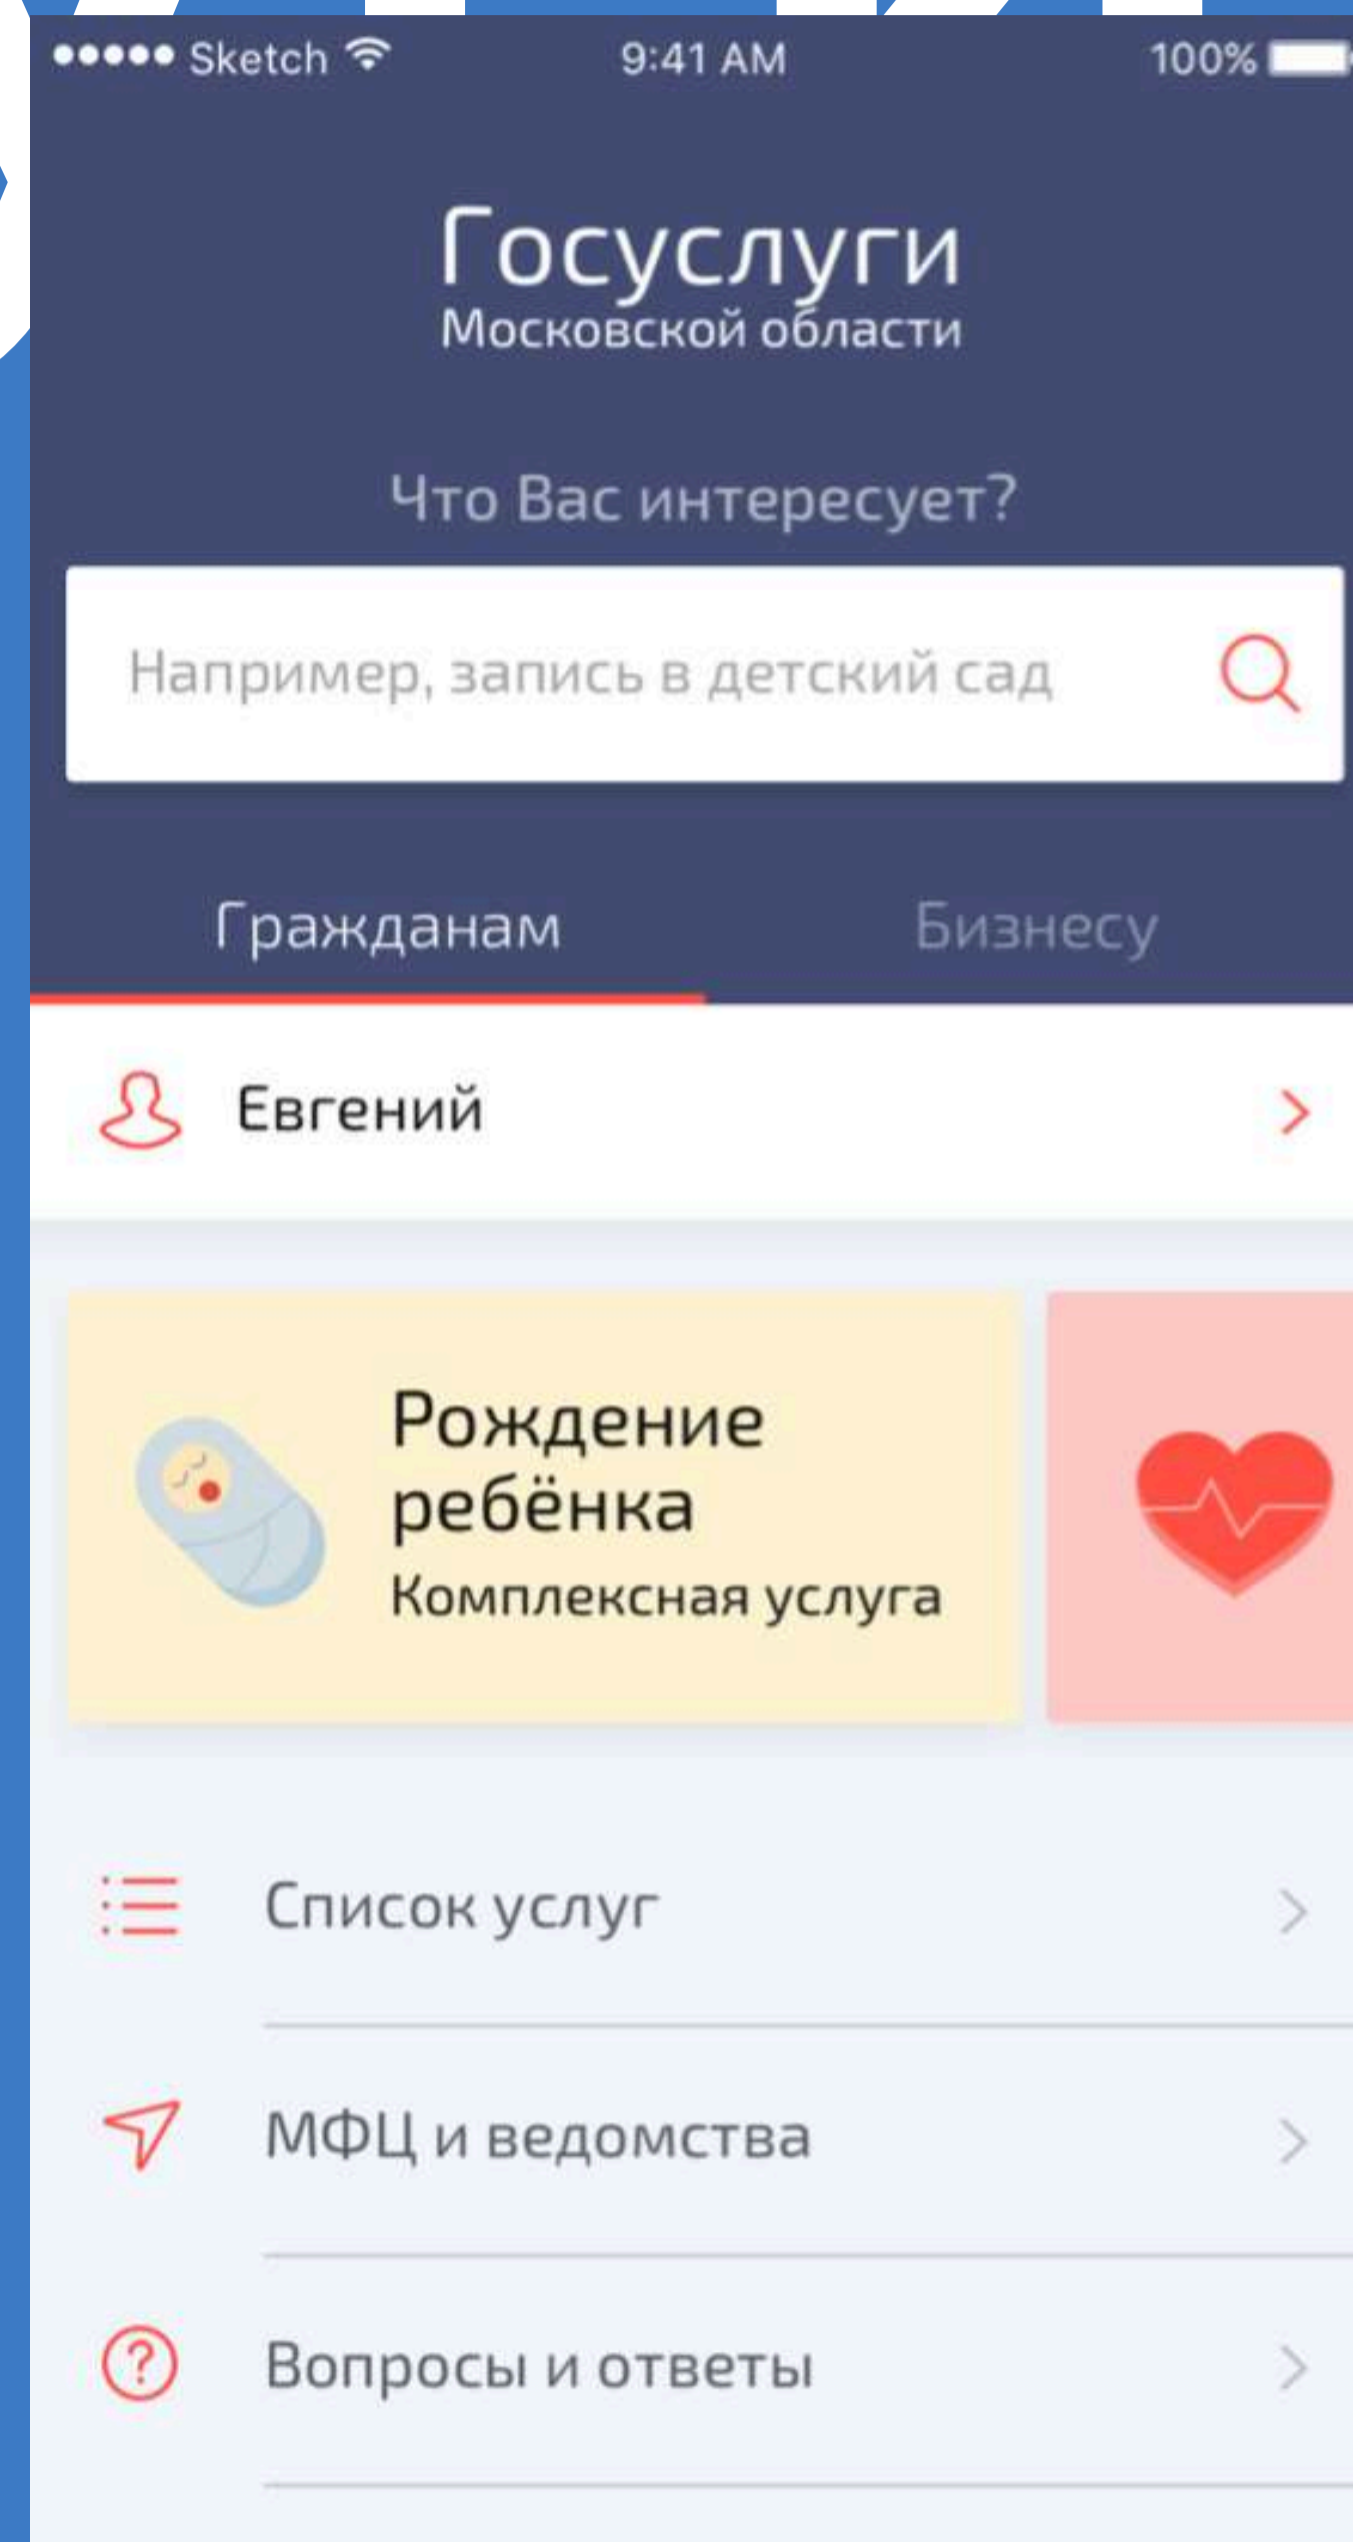 Sketch 9:41 AM 100%
Госуслуги
Московской области
Что Вас интересует?
Например, запись в детский сад
Гражданам Бизнесу
Евгений
Рождение
ребёнка
Комплексная услуга
Список услуг
МФЦ и ведомства
Вопросы и ответы